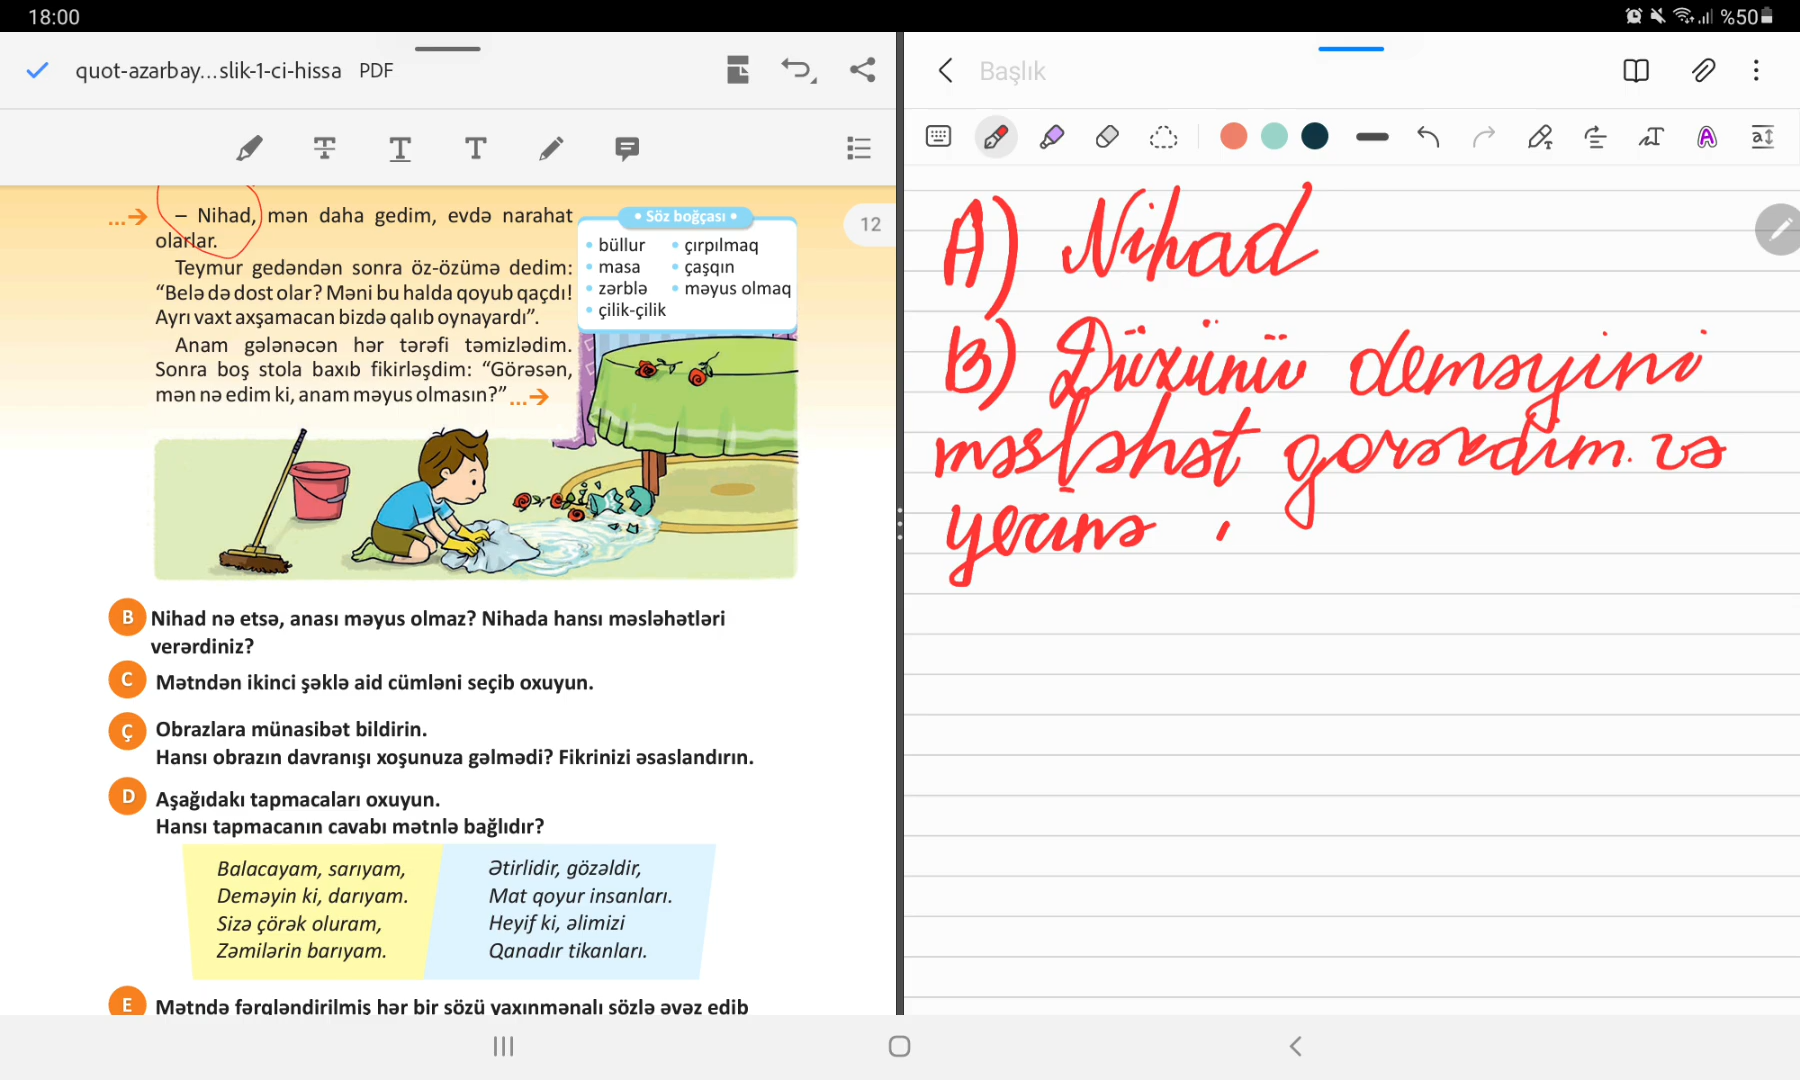 18:00
%50
quot-azarbay...slik-1-ci-hissa PDF
...→ – Nihad, mən daha gedim, evdə narahat
olarlar.
Teymur gedəndən sonra öz-özümə dedim:
“Belə də dost olar? Məni bu halda qoyub qaçdı!
Ayrı vaxt axşamacan bizdə qalıb oynayardı”.
Anam gələnəcən hər tərəfi təmizlədim.
Sonra boş stola baxıb fikirləşdim: “Görəsən,
mən nə edim ki, anam məyus olmasın?” ...→
• Söz boğçası •
• büllur • çırpılmaq
• masa • çaşqın
• zərblə • məyus olmaq
• çilik-çilik
12
B Nihad nə etsə, anası məyus olmaz? Nihada hansı məsləhətləri
verərdiniz?
C Mətndən ikinci şəklə aid cümləni seçib oxuyun.
Ç Obrazlara münasibət bildirin.
Hansı obrazın davranışı xoşunuza gəlmədi? Fikrinizi əsaslandırın.
D Aşağıdakı tapmacaları oxuyun.
Hansı tapmacanın cavabı mətnlə bağlıdır?
Balacayam, sarıyam,
Deməyin ki, darıyam.
Sizə çörək oluram,
Zəmilərin barıyam.
Ətirlidir, gözəldir,
Mat qoyur insanları.
Heyif ki, əlimizi
Qanadır tikanları.
E Mətndə fərqləndirilmiş hər bir sözü yaxınmənalı sözlə əvəz edib
Başlık
A) Nihad
B) Düzünü deməyini
məsləhət gorərdim. və
yerinə